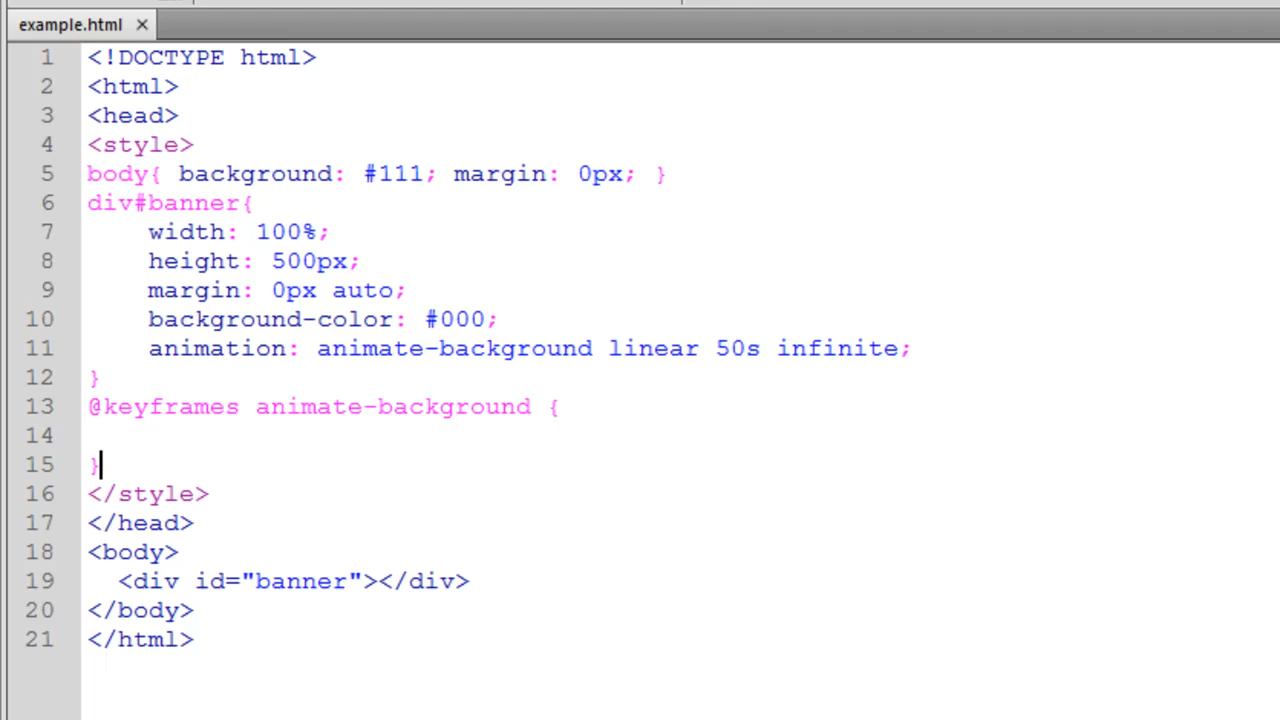 example.html ×
1 <!DOCTYPE html>
2 <html>
3 <head>
4 <style>
5 body{ background: #111; margin: 0px; }
6 div#banner{
7     width: 100%;
8     height: 500px;
9     margin: 0px auto;
10     background-color: #000;
11     animation: animate-background linear 50s infinite;
12 }
13 @keyframes animate-background {
14
15 }
16 </style>
17 </head>
18 <body>
19   <div id="banner"></div>
20 </body>
21 </html>